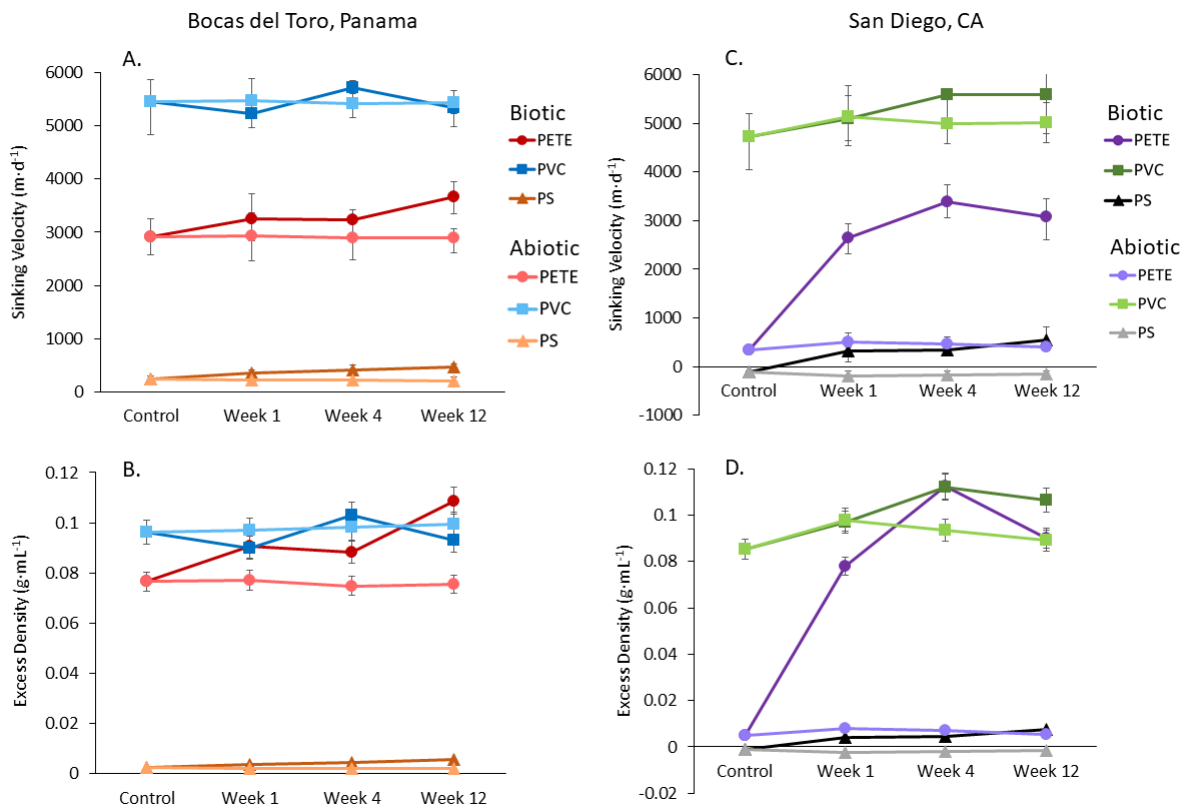 Bocas del Toro, Panama
San Diego, CA
A.
Sinking Velocity (m·d⁻¹)
6000
5000
4000
3000
2000
1000
0
Control Week 1 Week 4 Week 12
Biotic
PETE
PVC
PS
Abiotic
PETE
PVC
PS
C.
Sinking Velocity (m·d⁻¹)
6000
5000
4000
3000
2000
1000
0
-1000
Control Week 1 Week 4 Week 12
Biotic
PETE
PVC
PS
Abiotic
PETE
PVC
PS
B.
Excess Density (g·mL⁻¹)
0.12
0.1
0.08
0.06
0.04
0.02
0
Control Week 1 Week 4 Week 12
D.
Excess Density (g·mL⁻¹)
0.12
0.1
0.08
0.06
0.04
0.02
0
-0.02
Control Week 1 Week 4 Week 12